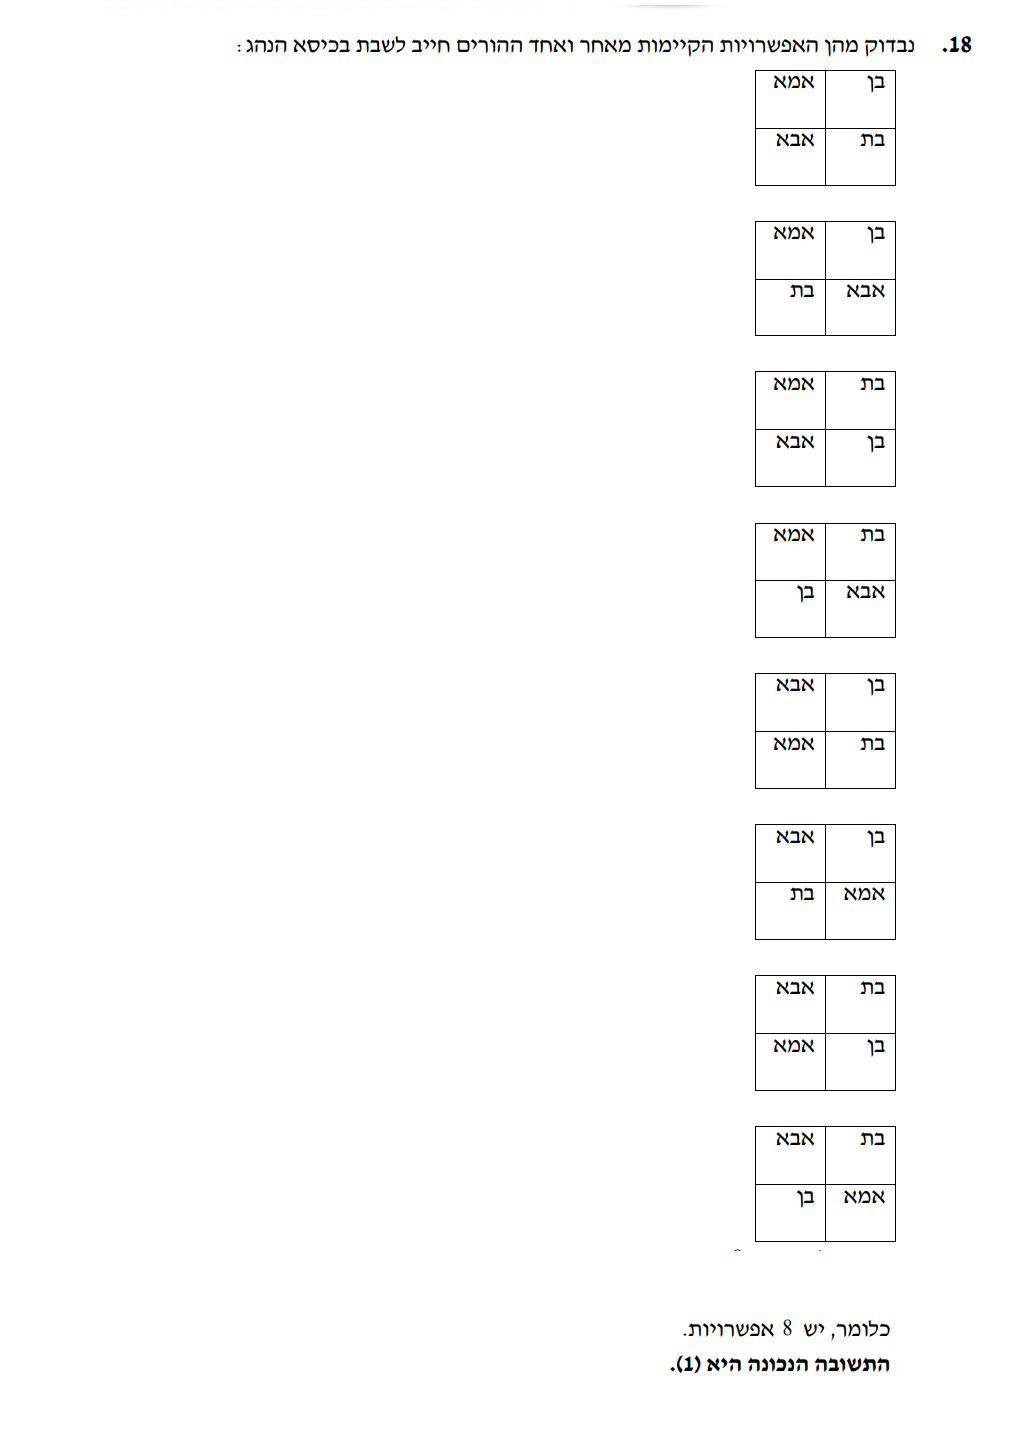 18. נבדוק מהן האפשרויות הקיימות מאחר ואחד ההורים חייב לשבת בכיסא הנהג:
בן אמא
בת אבא
בן אמא
אבא בת
בת אמא
בן אבא
בת אמא
אבא בן
בן אבא
בת אמא
בן אבא
אמא בת
בת אבא
בן אמא
בת אבא
אמא בן
כלומר, יש 8 אפשרויות.
התשובה הנכונה היא (1).